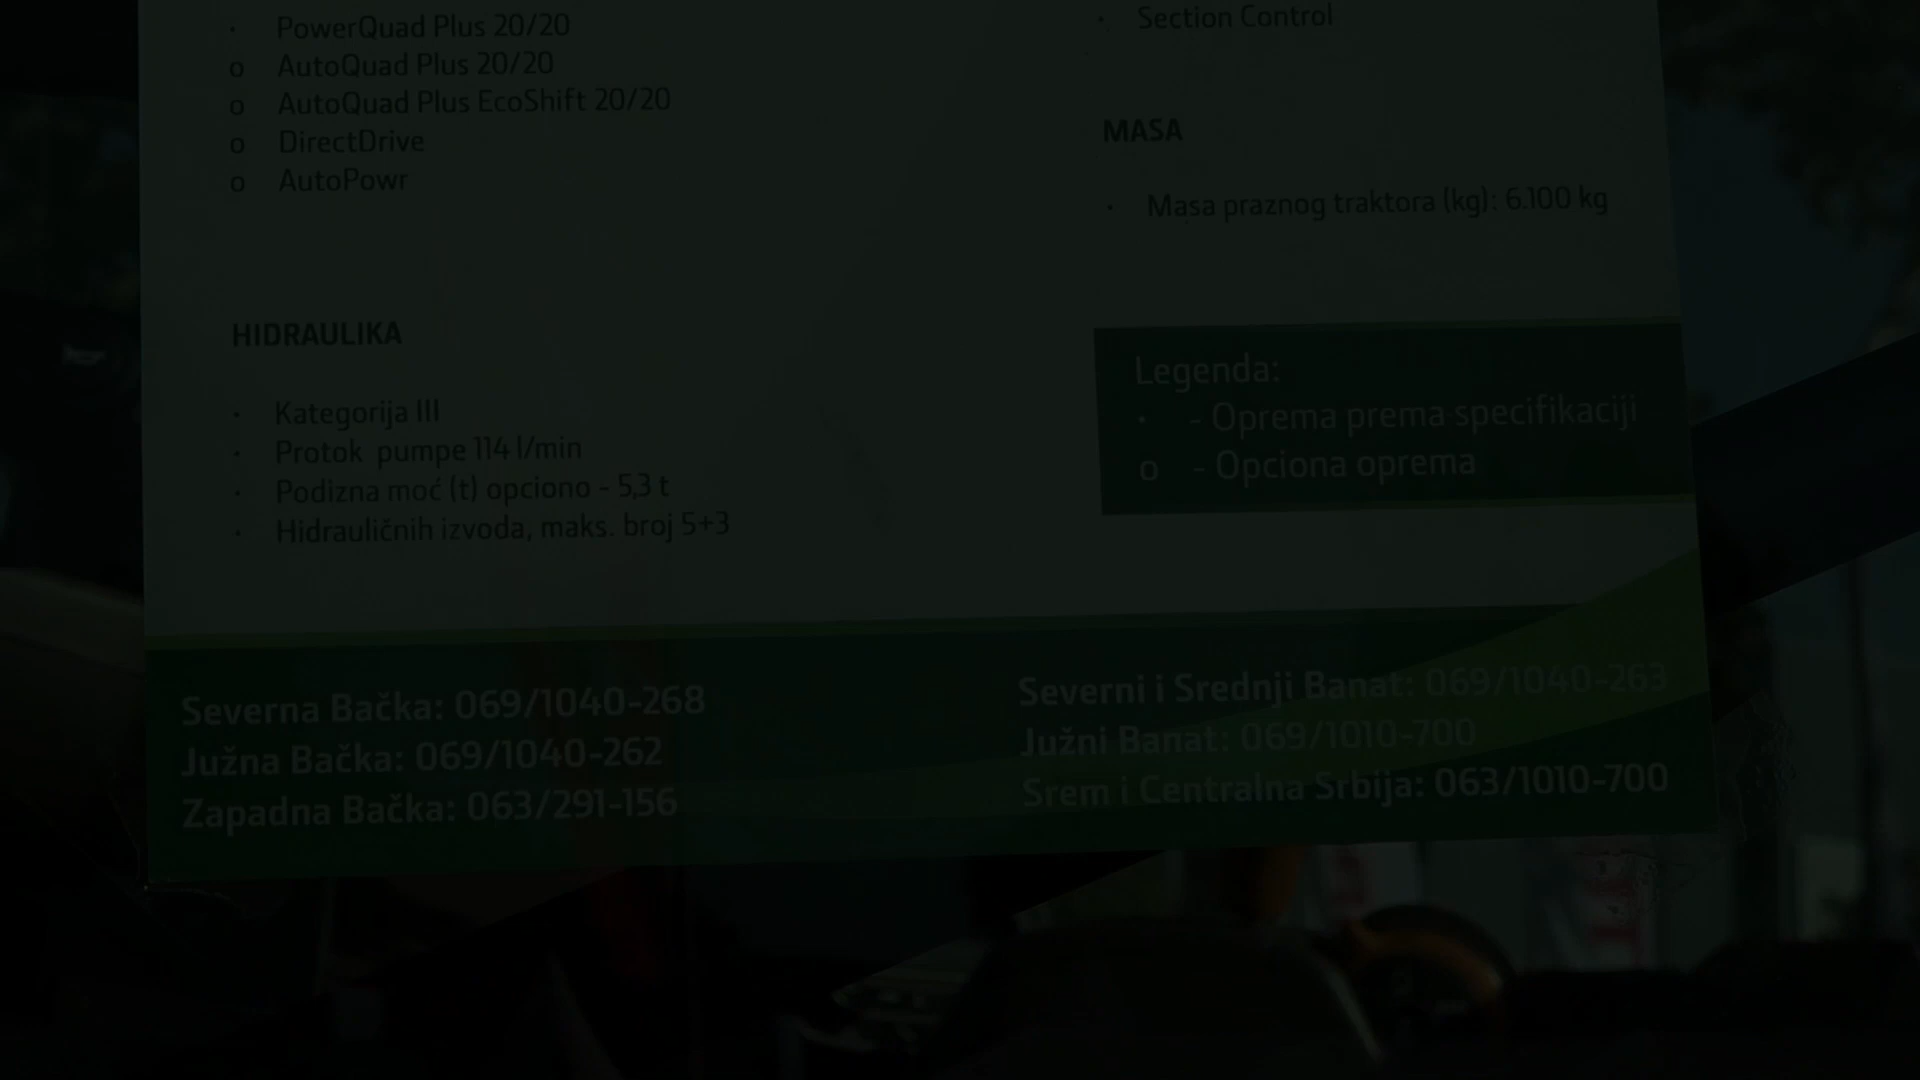 · PowerQuad Plus 20/20
o AutoQuad Plus 20/20
o AutoQuad Plus EcoShift 20/20
o DirectDrive
o AutoPowr
HIDRAULIKA
· Kategorija III
· Protok pumpe 114 l/min
· Podizna moć (t) opciono - 5,3 t
· Hidrauličnih izvoda, maks. broj 5+3
· Section Control
MASA
· Masa praznog traktora (kg): 6.100 kg
Legenda:
· - Oprema prema specifikaciji
o - Opciona oprema
Severna Bačka: 069/1040-268
Južna Bačka: 069/1040-262
Zapadna Bačka: 063/291-156
Severni i Srednji Banat: 069/1040-263
Južni Banat: 069/1010-700
Srem i Centralna Srbija: 063/1010-700